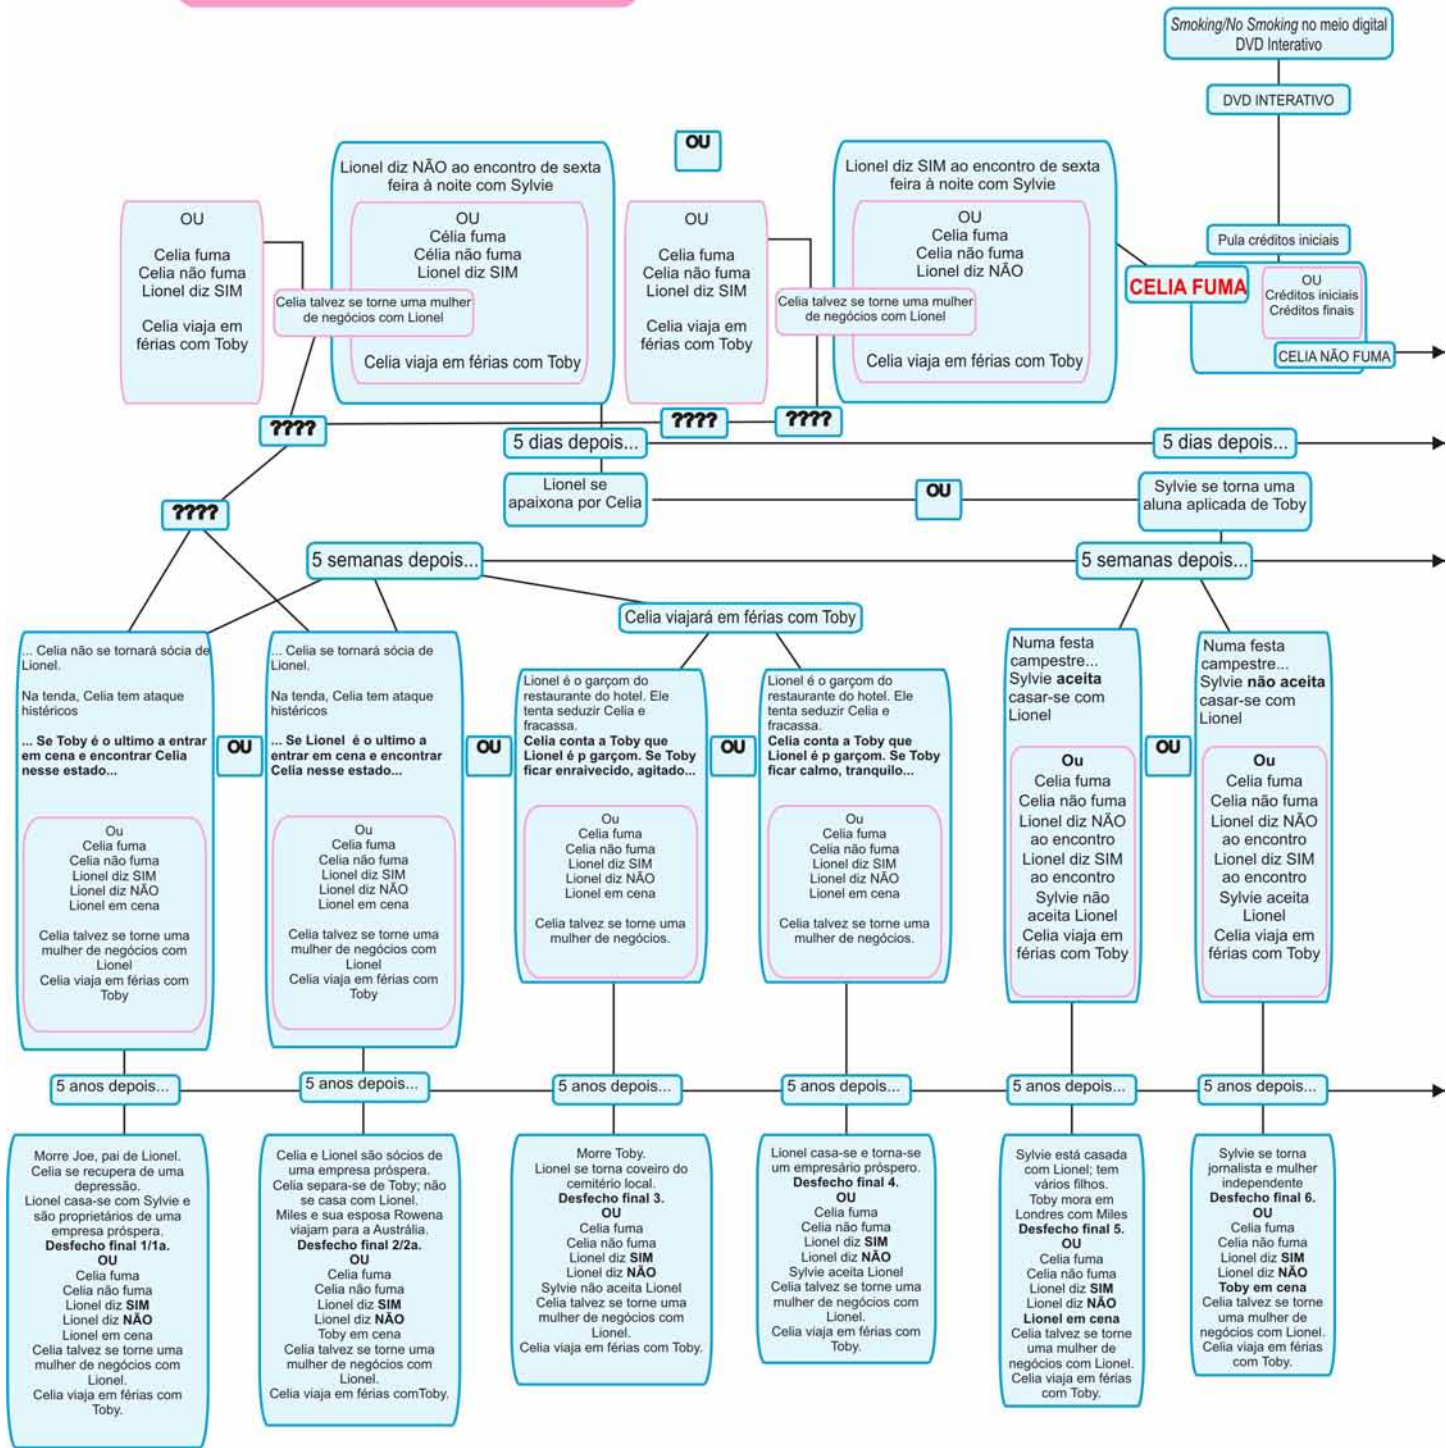 Smoking/No Smoking no meio digital
DVD Interativo
DVD INTERATIVO
Pula créditos iniciais
OU
Créditos iniciais
Créditos finais
CELIA FUMA
CELIA NÃO FUMA
OU
Lionel diz NÃO ao encontro de sexta
feira à noite com Sylvie
OU
Célia fuma
Célia não fuma
Lionel diz SIM
Celia viaja em férias com Toby
OU
Celia fuma
Celia não fuma
Lionel diz SIM
Celia viaja em
férias com Toby
Celia talvez se torne uma mulher
de negócios com Lionel
Lionel diz SIM ao encontro de sexta
feira à noite com Sylvie
OU
Celia fuma
Celia não fuma
Lionel diz NÃO
Celia viaja em férias com Toby
OU
Celia fuma
Celia não fuma
Lionel diz SIM
Celia viaja em
férias com Toby
Celia talvez se torne uma mulher
de negócios com Lionel
????
????
????
5 dias depois...
5 dias depois...
Lionel se
apaixona por Celia
OU
Sylvie se torna uma
aluna aplicada de Toby
????
5 semanas depois...
5 semanas depois...
Celia viajará em férias com Toby
... Celia não se tornará sócia de
Lionel.
Na tenda, Celia tem ataque
histéricos
... Se Toby é o ultimo a entrar
em cena e encontrar Celia
nesse estado...
Ou
Celia fuma
Celia não fuma
Lionel diz SIM
Lionel diz NÃO
Lionel em cena
Celia talvez se torne uma
mulher de negócios com
Lionel
Celia viaja em férias com
Toby
OU
... Celia se tornará sócia de
Lionel.
Na tenda, Celia tem ataque
histéricos
... Se Lionel é o ultimo a
entrar em cena e encontrar
Celia nesse estado...
Ou
Celia fuma
Celia não fuma
Lionel diz SIM
Lionel diz NÃO
Lionel em cena
Celia talvez se torne uma
mulher de negócios com
Lionel
Celia viaja em férias com
Toby
OU
Lionel é o garçom do
restaurante do hotel. Ele
tenta seduzir Celia e
fracassa.
Celia conta a Toby que
Lionel é p garçom. Se Toby
ficar enraivecido, agitado...
Ou
Celia fuma
Celia não fuma
Lionel diz SIM
Lionel diz NÃO
Lionel em cena
Celia talvez se torne uma
mulher de negócios.
OU
Lionel é o garçom do
restaurante do hotel. Ele
tenta seduzir Celia e
fracassa.
Celia conta a Toby que
Lionel é p garçom. Se Toby
ficar calmo, tranquilo...
Ou
Celia fuma
Celia não fuma
Lionel diz SIM
Lionel diz NÃO
Lionel em cena
Celia talvez se torne uma
mulher de negócios.
Numa festa
campestre...
Sylvie aceita
casar-se com
Lionel
Ou
Celia fuma
Celia não fuma
Lionel diz NÃO
ao encontro
Lionel diz SIM
ao encontro
Sylvie não
aceita Lionel
Celia viaja em
férias com Toby
OU
Numa festa
campestre...
Sylvie não aceita
casar-se com
Lionel
Ou
Celia fuma
Celia não fuma
Lionel diz NÃO
ao encontro
Lionel diz SIM
ao encontro
Sylvie aceita
Lionel
Celia viaja em
férias com Toby
5 anos depois...
5 anos depois...
5 anos depois...
5 anos depois...
5 anos depois...
5 anos depois...
Morre Joe, pai de Lionel.
Celia se recupera de uma
depressão.
Lionel casa-se com Sylvie e
são proprietários de uma
empresa próspera.
Desfecho final 1/1a.
OU
Celia fuma
Celia não fuma
Lionel diz SIM
Lionel diz NÃO
Lionel em cena
Celia talvez se torne uma
mulher de negócios com
Lionel.
Celia viaja em férias com
Toby.
Celia e Lionel são sócios de
uma empresa próspera.
Celia separa-se de Toby; não
se casa com Lionel.
Miles e sua esposa Rowena
viajam para a Austrália.
Desfecho final 2/2a.
OU
Celia fuma
Celia não fuma
Lionel diz SIM
Lionel diz NÃO
Toby em cena
Celia talvez se torne uma
mulher de negócios com
Lionel.
Celia viaja em férias comToby.
Morre Toby.
Lionel se torna coveiro do
cemitério local.
Desfecho final 3.
OU
Celia fuma
Celia não fuma
Lionel diz SIM
Lionel diz NÃO
Sylvie não aceita Lionel
Celia talvez se torne uma
mulher de negócios com
Lionel.
Celia viaja em férias com Toby.
Lionel casa-se e torna-se
um empresário próspero.
Desfecho final 4.
OU
Celia fuma
Celia não fuma
Lionel diz SIM
Lionel diz NÃO
Sylvie aceita Lionel
Celia talvez se torne uma
mulher de negócios com
Lionel.
Celia viaja em férias com
Toby.
Sylvie está casada
com Lionel; tem
vários filhos.
Toby mora em
Londres com Miles
Desfecho final 5.
OU
Celia fuma
Celia não fuma
Lionel diz SIM
Lionel diz NÃO
Lionel em cena
Celia talvez se torne
uma mulher de
negócios com Lionel.
Celia viaja em férias
com Toby.
Sylvie se torna
jornalista e mulher
independente
Desfecho final 6.
OU
Celia fuma
Celia não fuma
Lionel diz SIM
Lionel diz NÃO
Toby em cena
Celia talvez se torne
uma mulher de
negócios com Lionel.
Celia viaja em férias
com Toby.